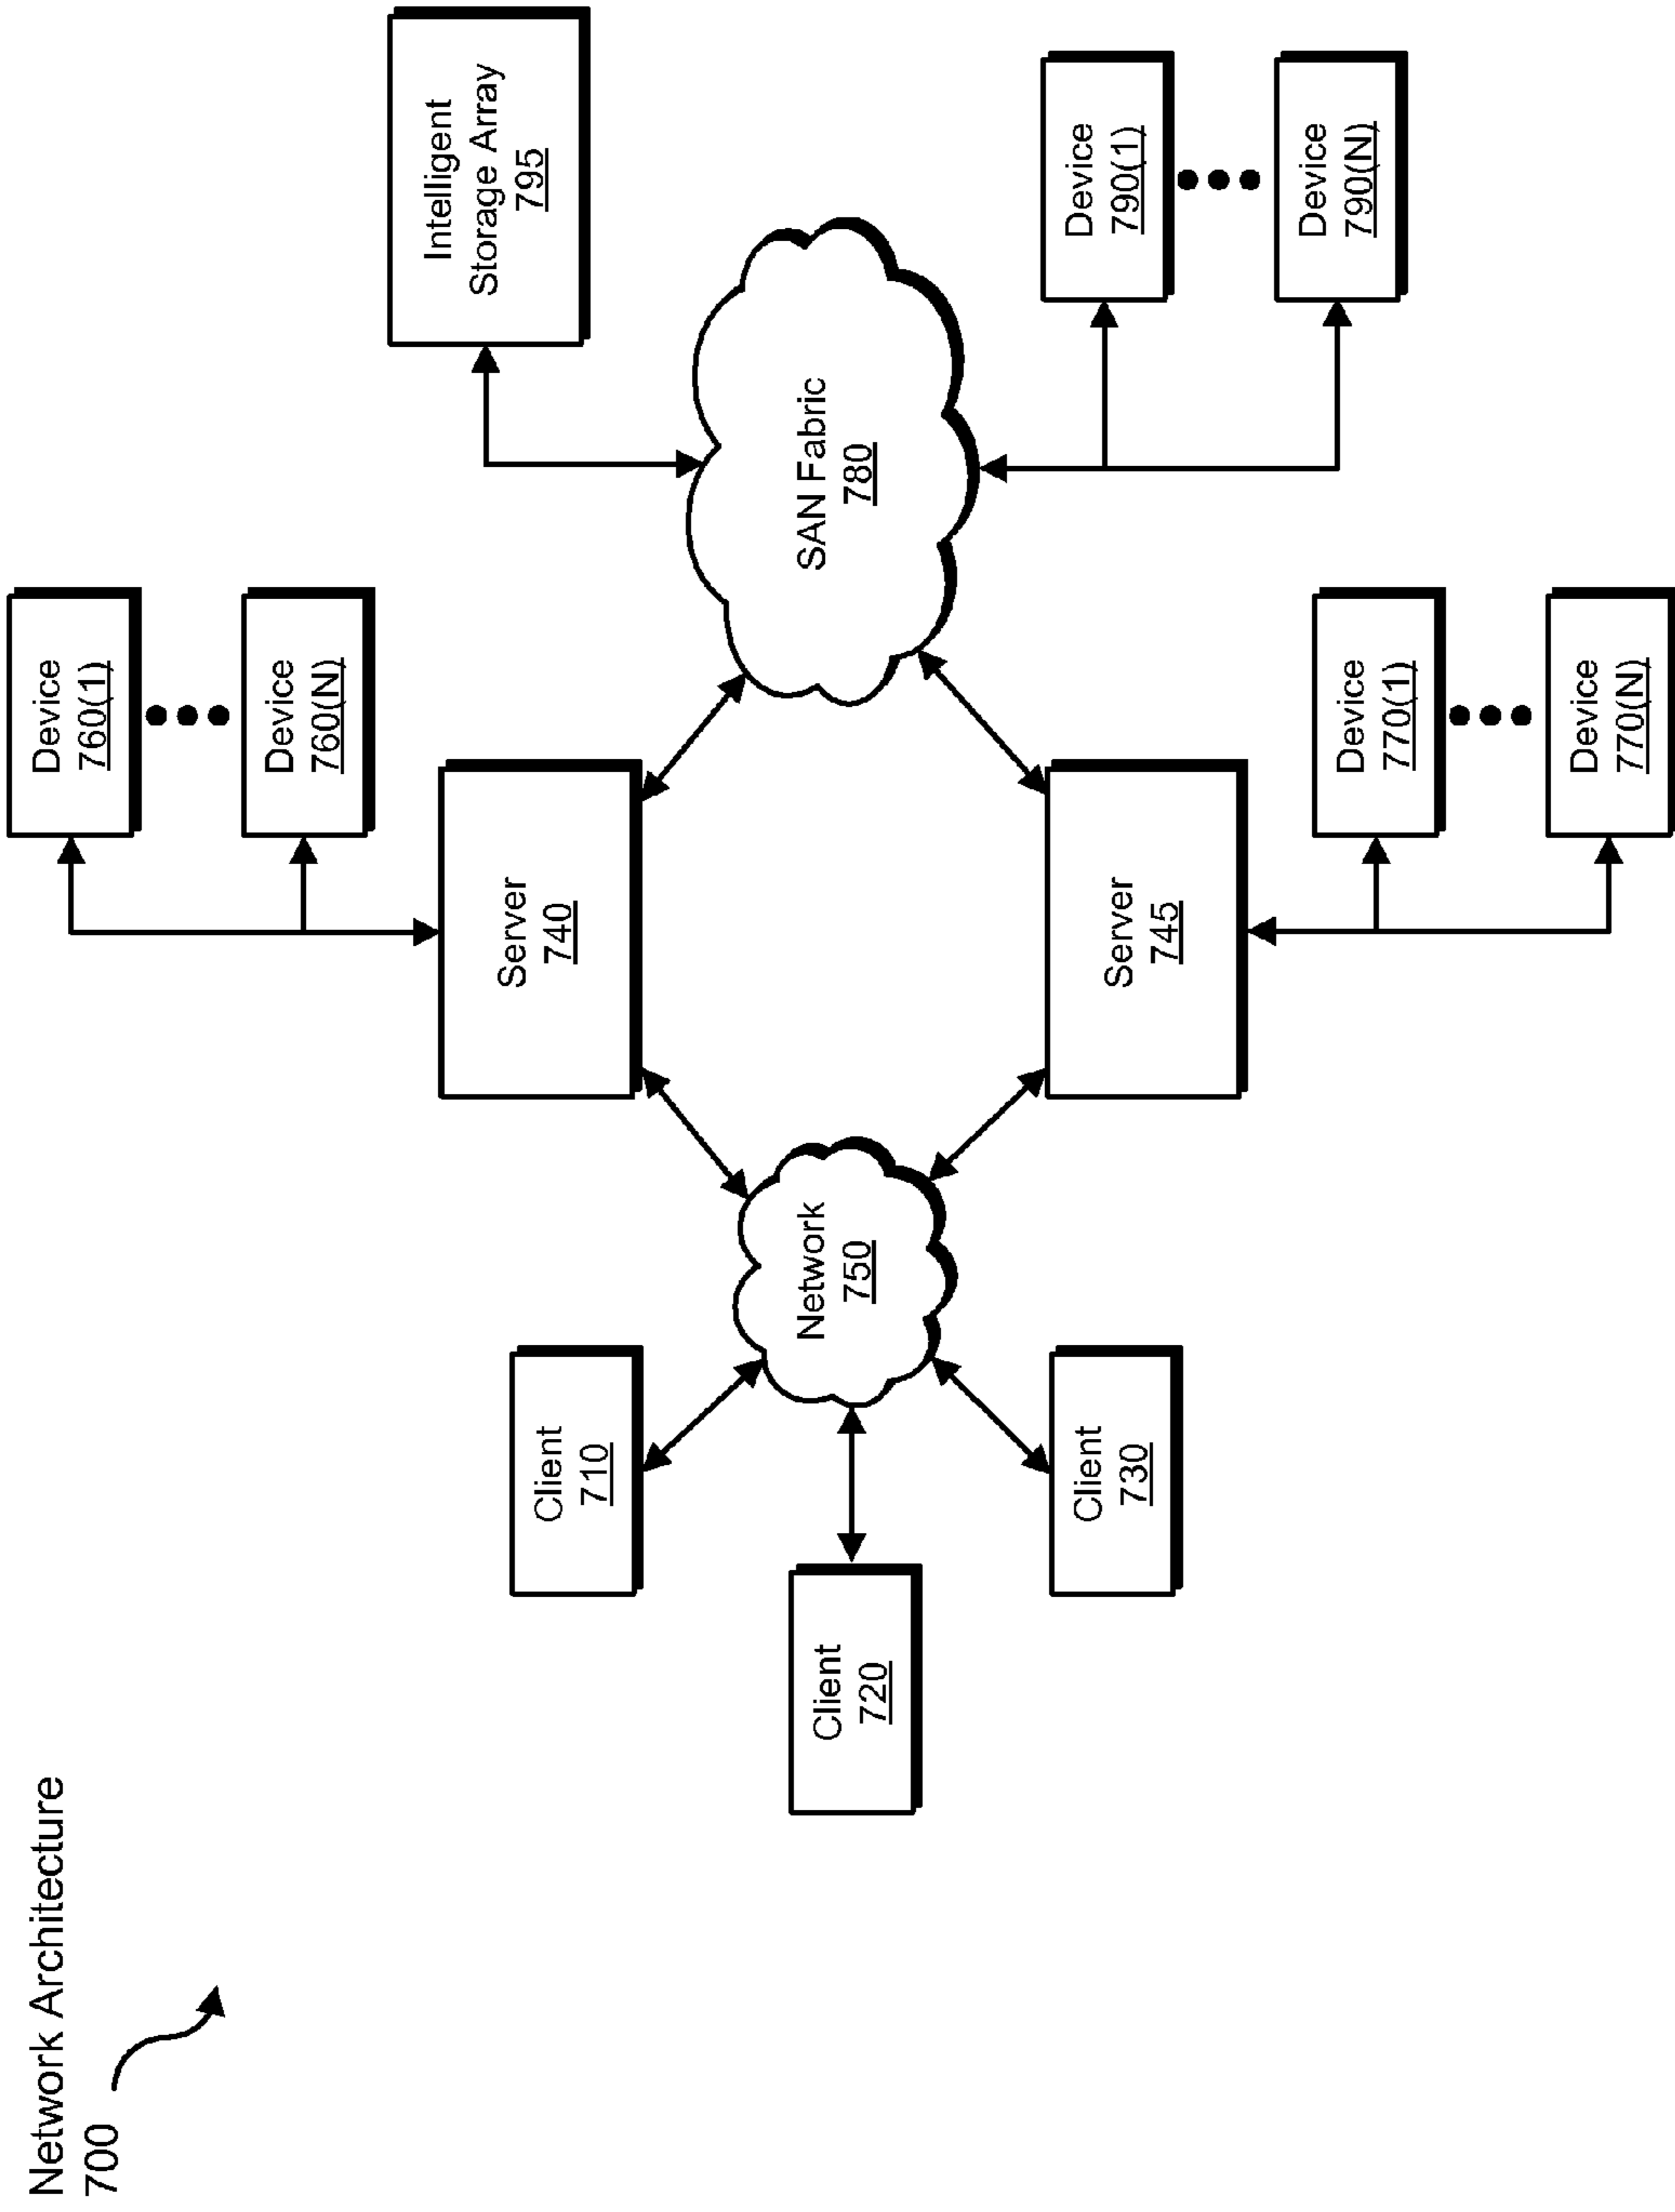 Network Architecture
700
Client
710
Client
720
Client
730
Network
750
Server
740
Server
745
Device
760(1)
Device
760(N)
Device
770(1)
Device
770(N)
SAN Fabric
780
Intelligent
Storage Array
795
Device
790(1)
Device
790(N)